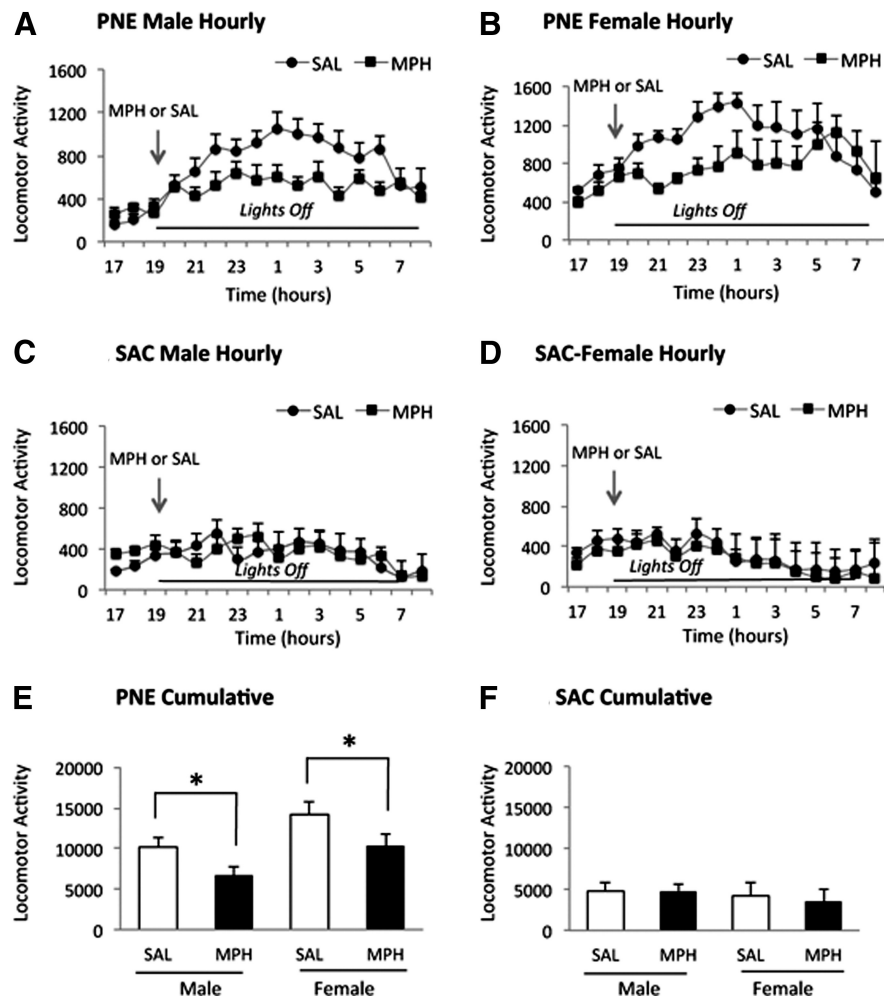 A PNE Male Hourly
SAL MPH
Locomotor Activity
1600
1200
800
400
0
MPH or SAL
Lights Off
17 19 21 23 1 3 5 7
Time (hours)
B PNE Female Hourly
SAL MPH
Locomotor Activity
1600
1200
800
400
0
MPH or SAL
Lights Off
17 19 21 23 1 3 5 7
Time (hours)
C SAC Male Hourly
SAL MPH
Locomotor Activity
1600
1200
800
400
0
MPH or SAL
Lights Off
17 19 21 23 1 3 5 7
Time (hours)
D SAC-Female Hourly
SAL MPH
Locomotor Activity
1600
1200
800
400
0
MPH or SAL
Lights Off
17 19 21 23 1 3 5 7
Time (hours)
E PNE Cumulative
Locomotor Activity
20000
15000
10000
5000
0
* *
SAL MPH SAL MPH
Male Female
F SAC Cumulative
Locomotor Activity
20000
15000
10000
5000
0
SAL MPH SAL MPH
Male Female